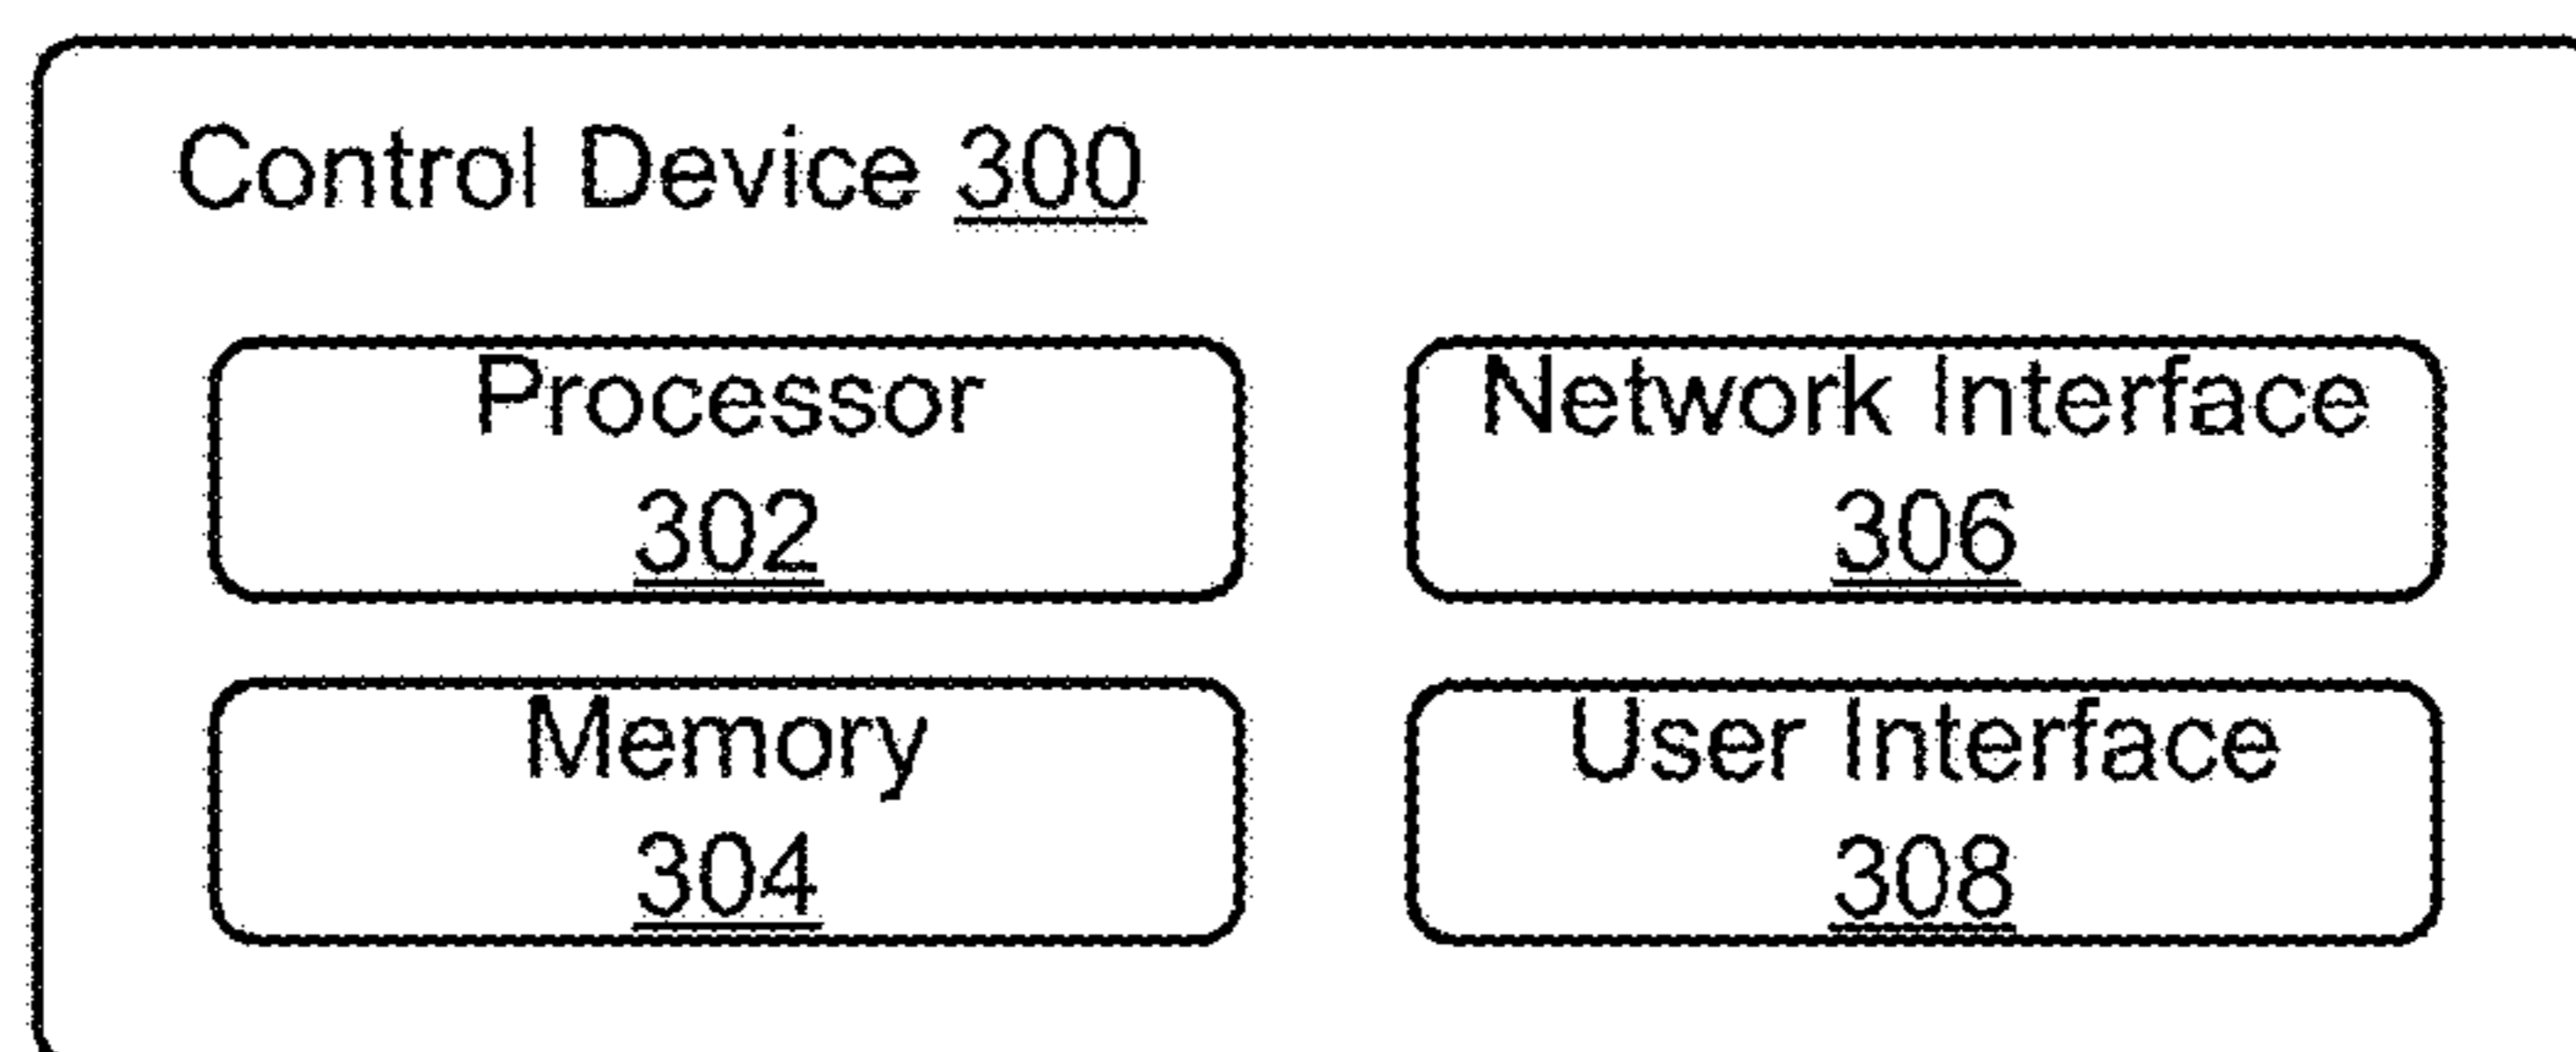 Control Device 300
Processor
302
Network Interface
306
Memory
304
User Interface
308